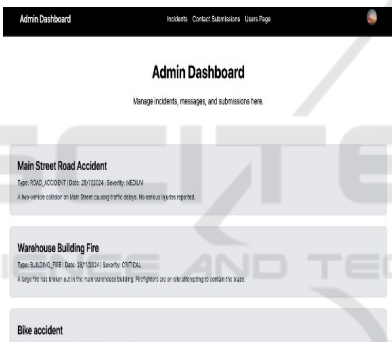 Admin Dashboard
Incidents Contact Submissions Users Page
Admin Dashboard
Manage incidents, messages, and submissions here.
Main Street Road Accident
Type: ROAD_ACCIDENT | Date: 28/11/2024 | Severity: MEDIUM
A two-vehicle collision on Main Street causing traffic delays. No serious injuries reported.
Warehouse Building Fire
Type: BUILDING_FIRE | Date: 28/11/2024 | Severity: CRITICAL
A large fire has broken out in the main warehouse building. Firefighters are on site attempting to contain the blaze.
Bike accident